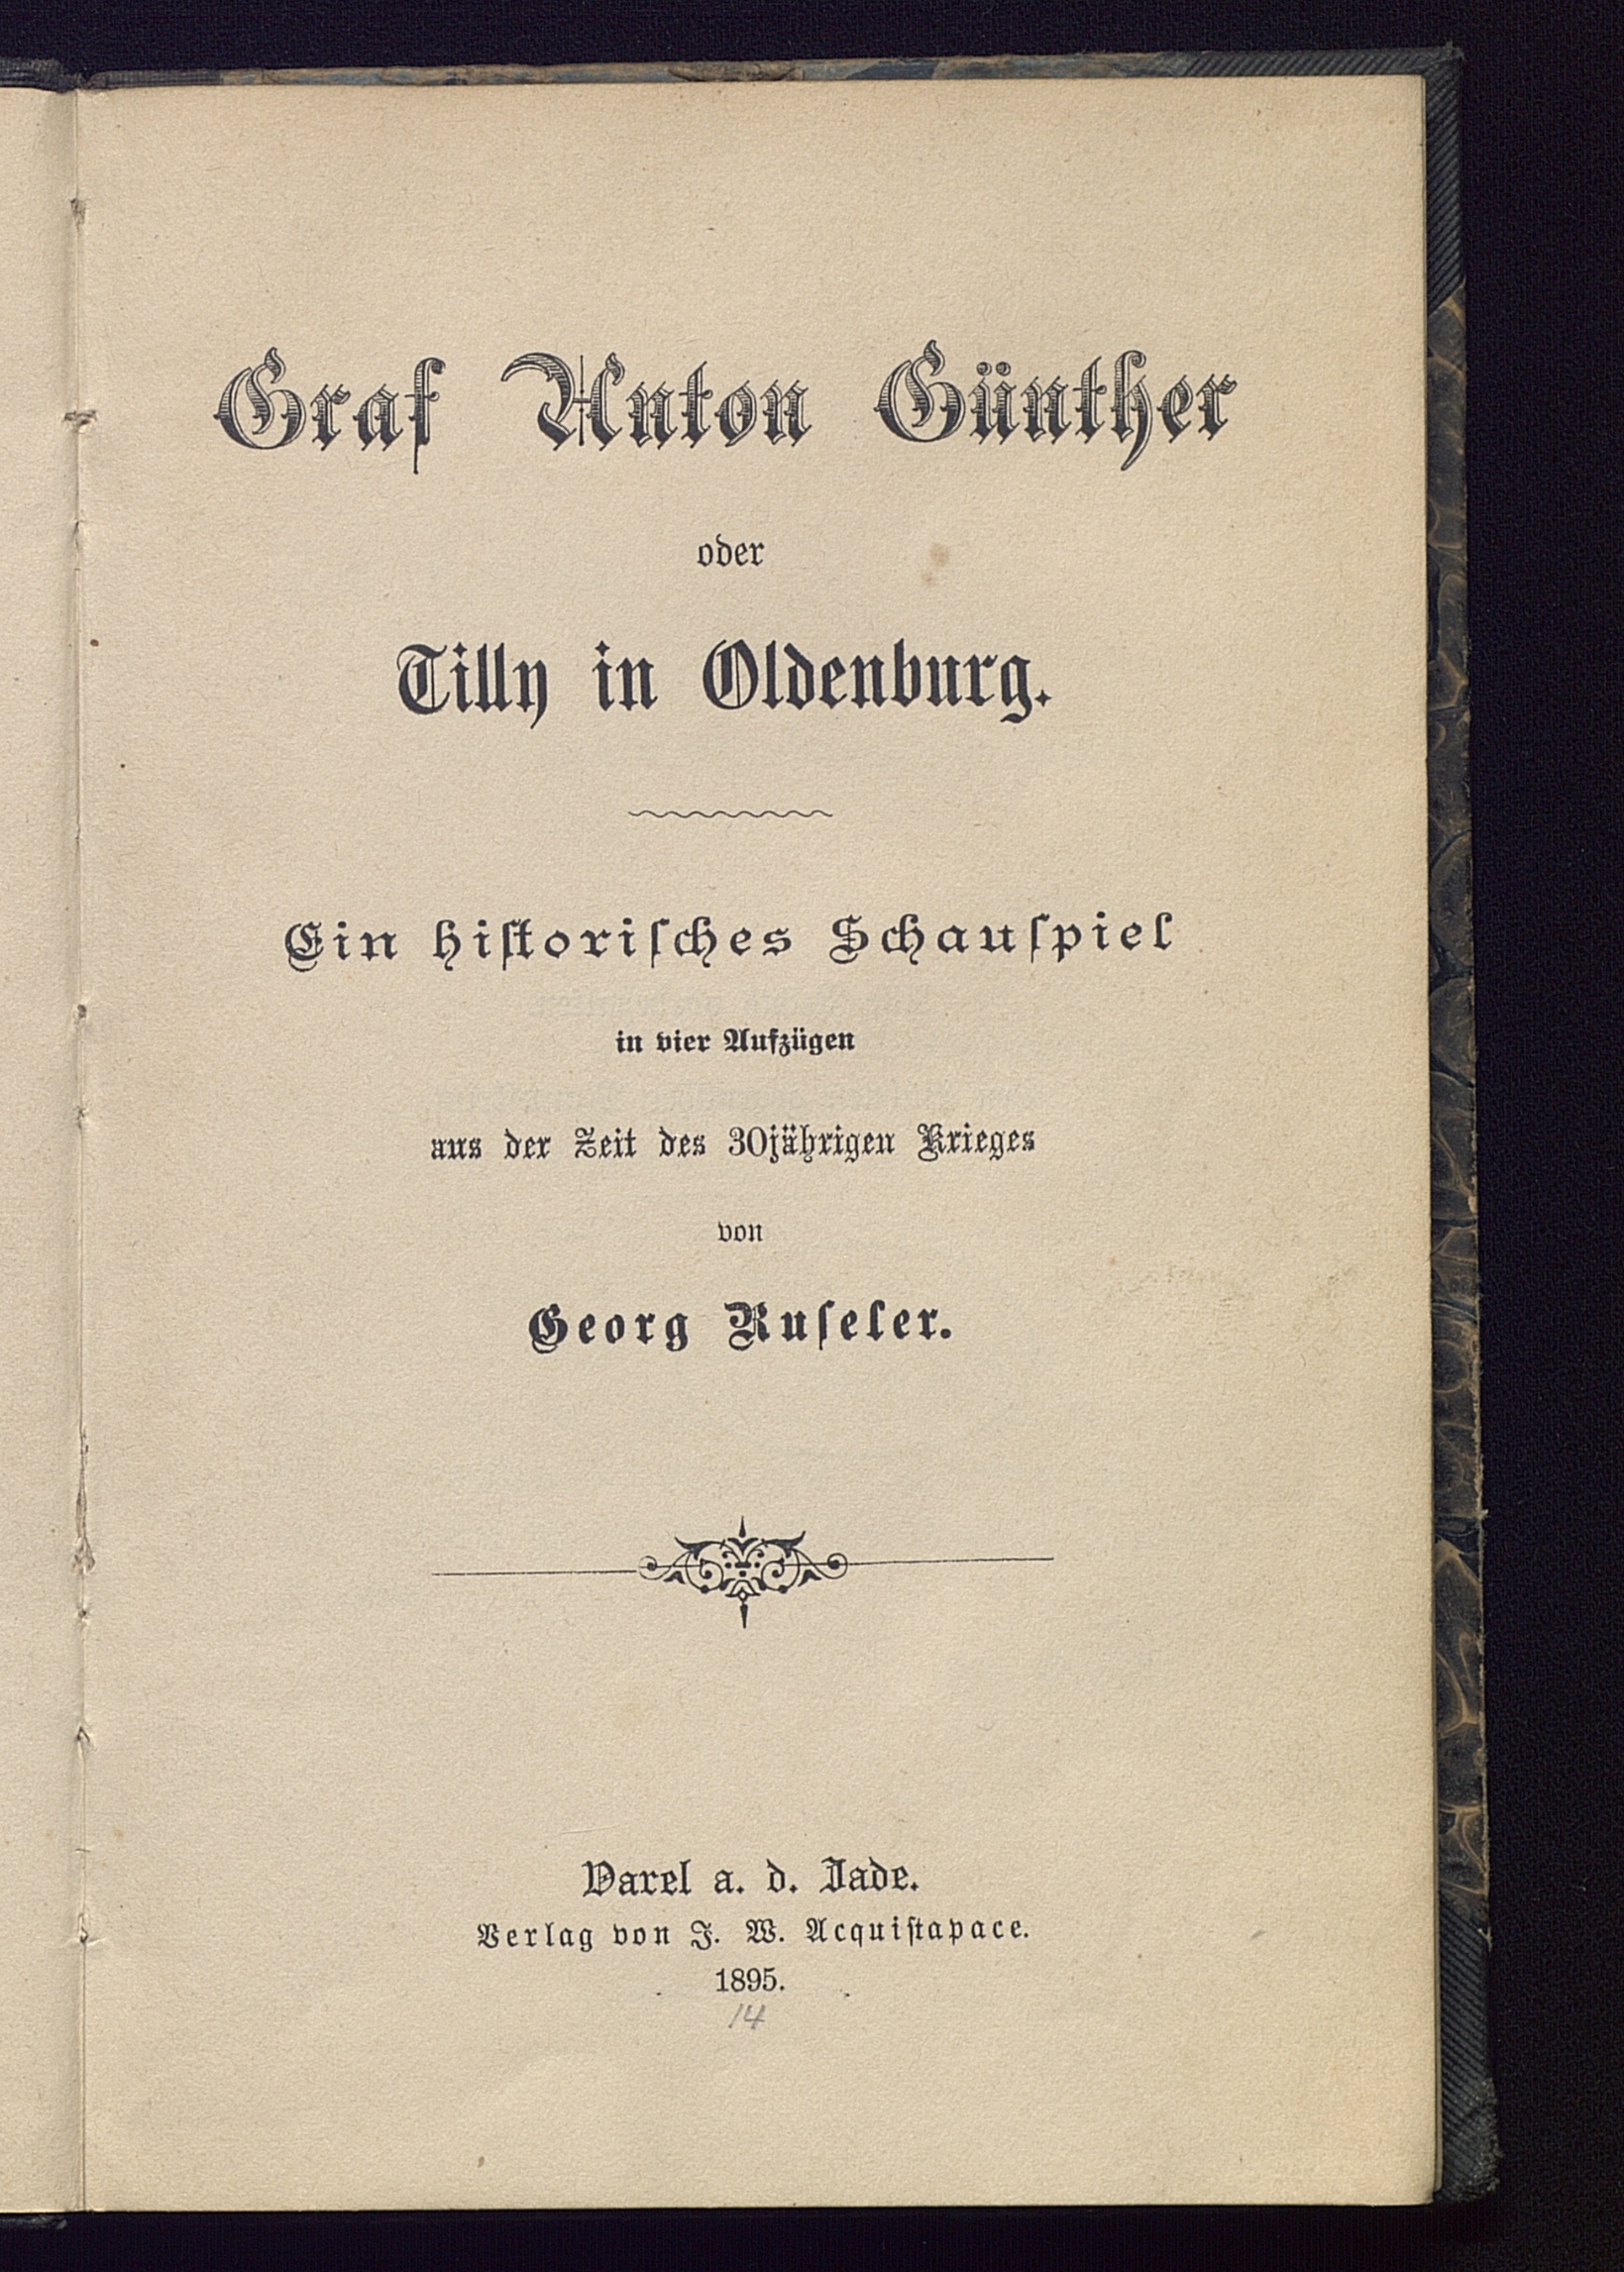 Graf Anton Günther
oder
Tilly in Oldenburg.
Ein hiſtoriſches Schauſpiel
in vier Aufzügen
aus der Zeit des 30jährigen Krieges
von
Georg Ruſeler.
Varel a. d. Jade.
Verlag von J. W. Acquiſtapace.
1895.
14